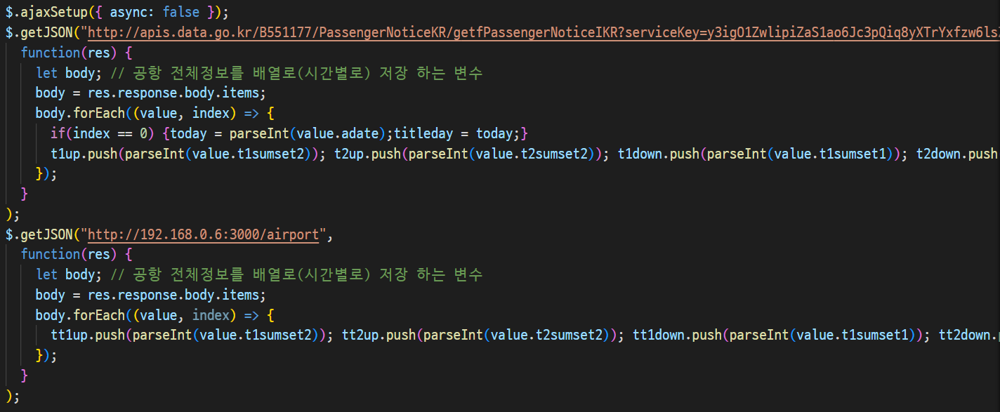 $.ajaxSetup({ async: false });
$.getJSON("http://apis.data.go.kr/B551177/PassengerNoticeKR/getfPassengerNoticeIKR?serviceKey=y3igO1ZwlipiZaS1ao6Jc3pQiq8yXTrYxfzw6ls
function(res) {
let body; // 공항 전체정보를 배열로(시간별로) 저장 하는 변수
body = res.response.body.items;
body.forEach((value, index) => {
if(index == 0) {today = parseInt(value.adate);titleday = today;}
t1up.push(parseInt(value.t1sumset2)); t2up.push(parseInt(value.t2sumset2)); t1down.push(parseInt(value.t1sumset1)); t2down.push
});
}
);
$.getJSON("http://192.168.0.6:3000/airport",
function(res) {
let body; // 공항 전체정보를 배열로(시간별로) 저장 하는 변수
body = res.response.body.items;
body.forEach((value, index) => {
tt1up.push(parseInt(value.t1sumset2)); tt2up.push(parseInt(value.t2sumset2)); tt1down.push(parseInt(value.t1sumset1)); tt2down.
});
}
);